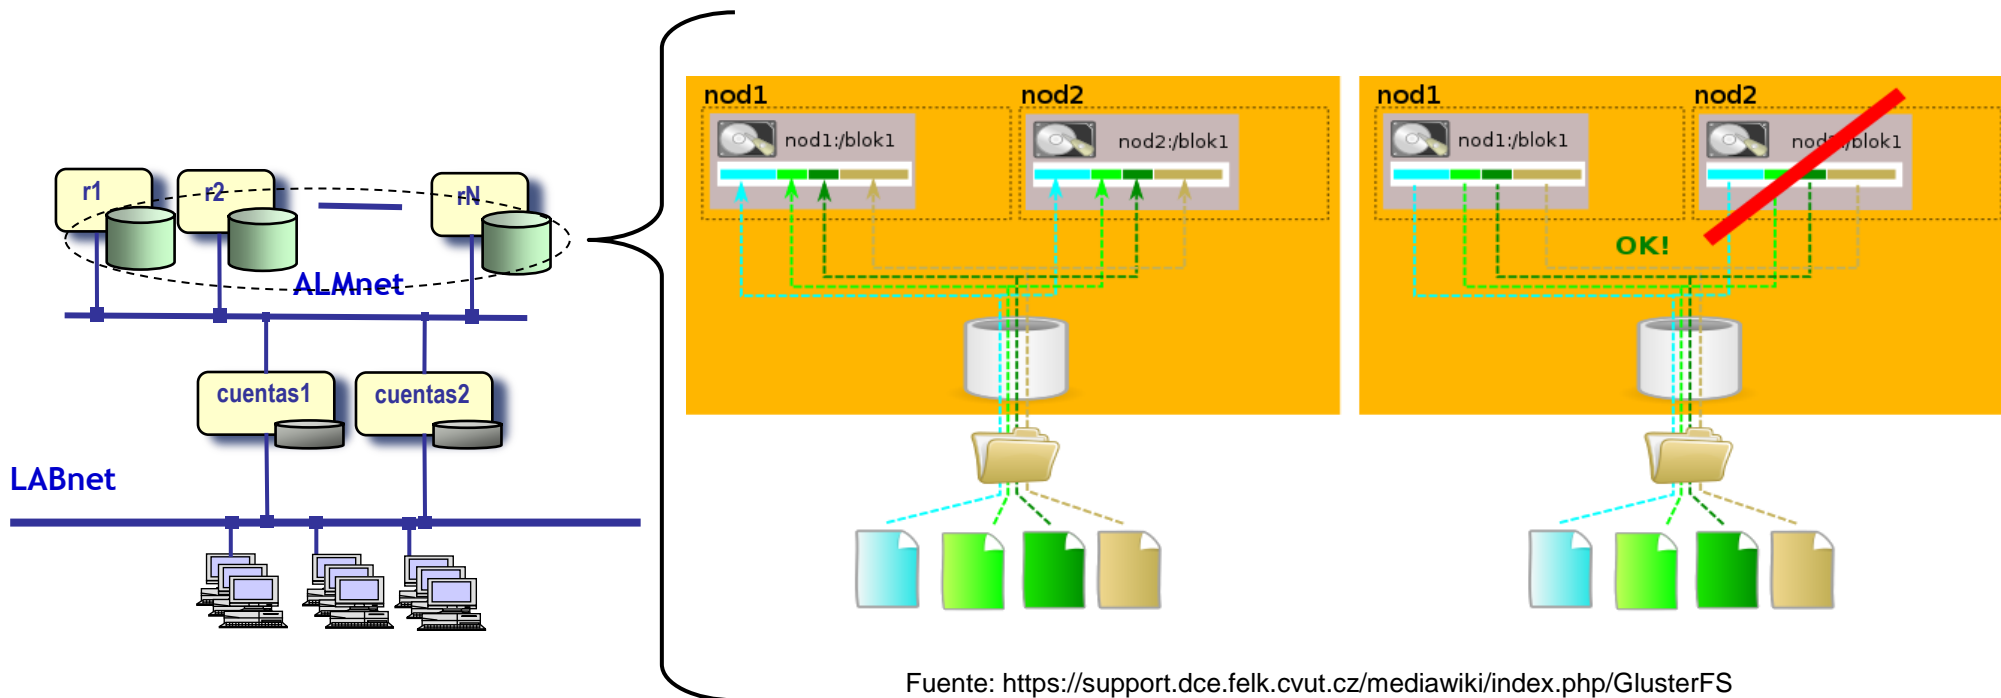 r1
r2
rN
ALMnet
cuentas1
cuentas2
LABnet
nod1
nod2
nod1:/blok1
nod2:/blok1
nod1
nod2
nod1:/blok1
/blok1
OK!
Fuente: https://support.dce.felk.cvut.cz/mediawiki/index.php/GlusterFS